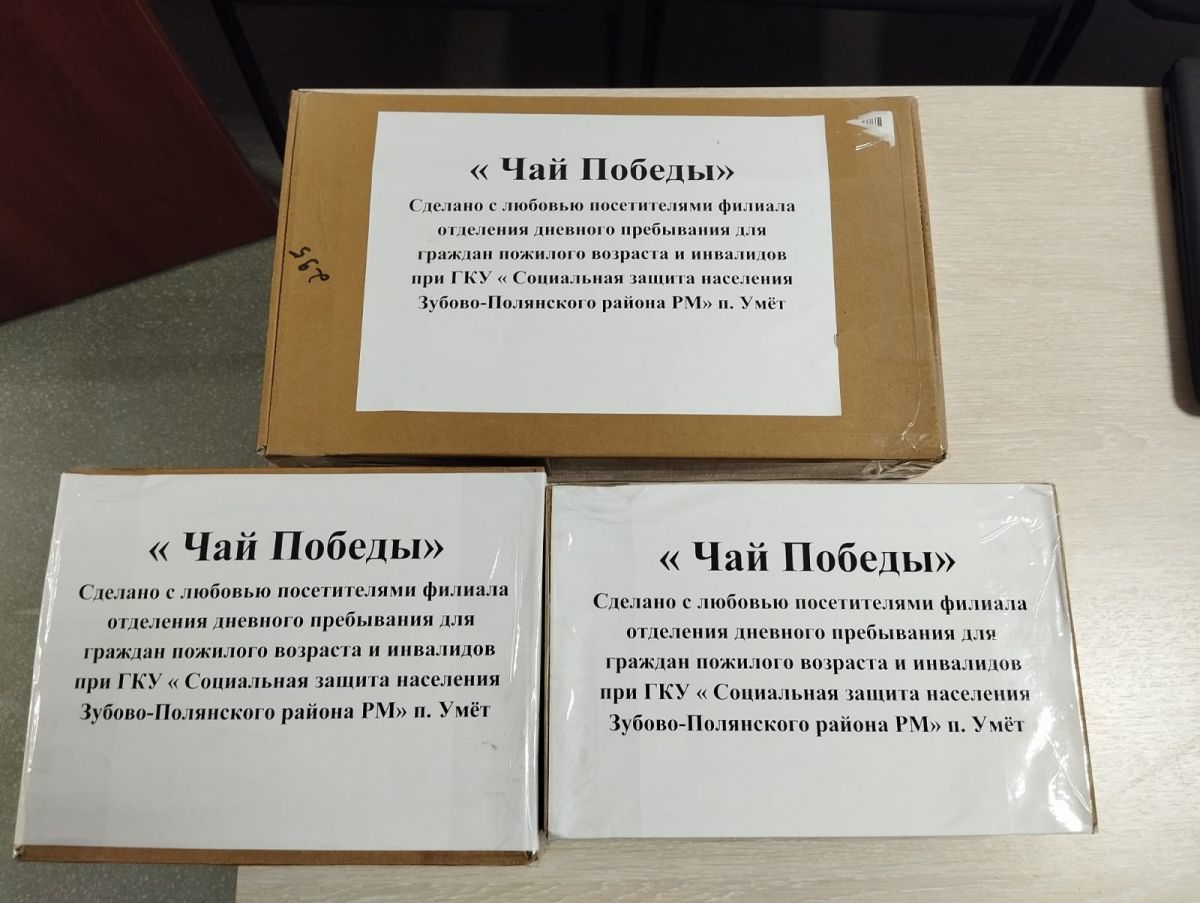 « Чай Победы»
Сделано с любовью посетителями филиала
отделения дневного пребывания для
граждан пожилого возраста и инвалидов
при ГКУ « Социальная защита населения
Зубово-Полянского района РМ» п. Умёт
295
« Чай Победы»
Сделано с любовью посетителями филиала
отделения дневного пребывания для
граждан пожилого возраста и инвалидов
при ГКУ « Социальная защита населения
Зубово-Полянского района РМ» п. Умёт
« Чай Победы»
Сделано с любовью посетителями филиала
отделения дневного пребывания для
граждан пожилого возраста и инвалидов
при ГКУ « Социальная защита населения
Зубово-Полянского района РМ» п. Умёт